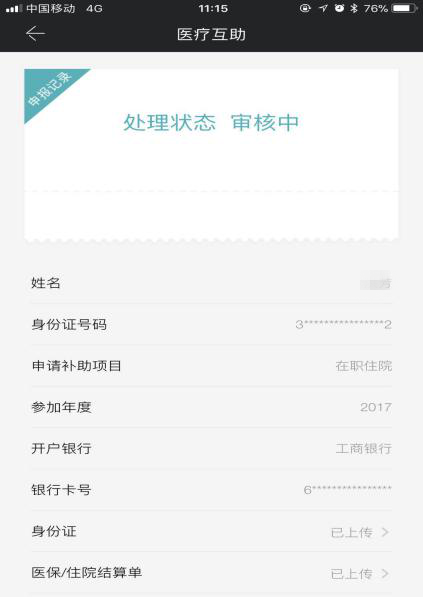 中国移动 4G 11:15 76%
医疗互助
申报记录
处理状态 审核中
姓名
身份证号码 3****************2
申请补助项目 在职住院
参加年度 2017
开户银行 工商银行
银行卡号 6****************
身份证 已上传
医保/住院结算单 已上传